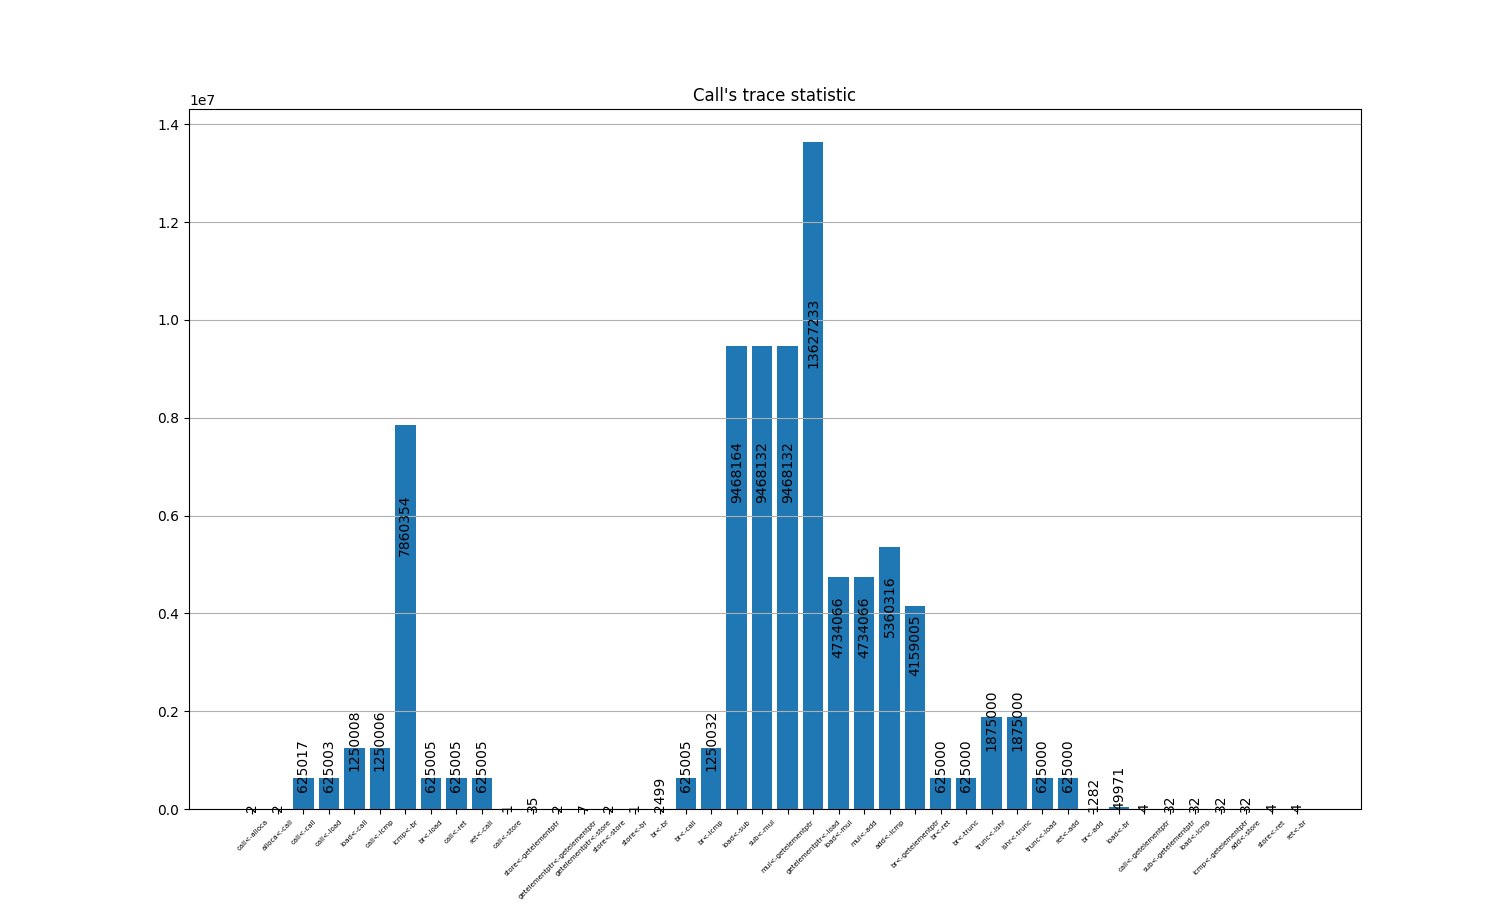 Call's trace statistic
1e7
1.4
1.2
1.0
0.8
0.6
0.4
0.2
0.0
2
2
625017
625003
1250008
1250006
7860354
625005
625005
625005
1
35
2
7
2
1
2499
625005
1250032
9468164
9468132
9468132
13627233
4734066
4734066
5360316
4159005
625000
625000
1875000
1875000
625000
625000
1282
49971
4
32
32
32
32
4
4
call<-alloca
alloca<-call
call<-call
call<-load
load<-call
call<-icmp
icmp<-br
br<-load
call<-ret
ret<-call
call<-store
store<-getelementptr
getelementptr<-getelementptr
getelementptr<-store
store<-store
store<-br
br<-br
br<-call
br<-icmp
load<-sub
sub<-mul
mul<-getelementptr
getelementptr<-load
load<-mul
mul<-add
add<-icmp
br<-getelementptr
br<-ret
br<-trunc
trunc<-lshr
lshr<-trunc
trunc<-load
ret<-add
br<-add
load<-br
call<-getelementptr
sub<-getelementptr
load<-icmp
icmp<-getelementptr
add<-store
store<-ret
ret<-br